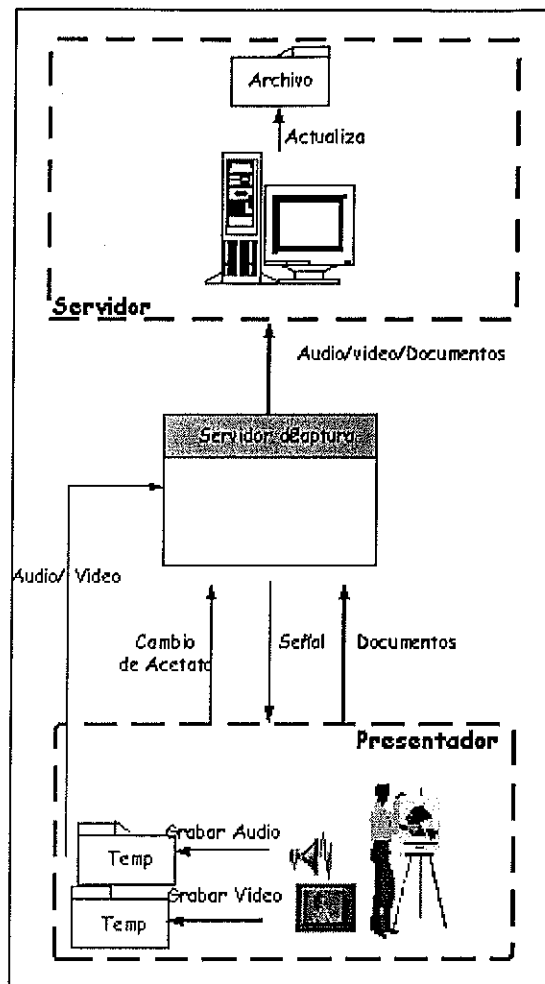 Archivo
Actualiza
Servidor
Audio/video/Documentos
Servidor dCaptura
Audio/ Video
Cambio
de Acetato
Señal
Documentos
Presentador
Grabar Audio
Temp
Grabar Video
Temp